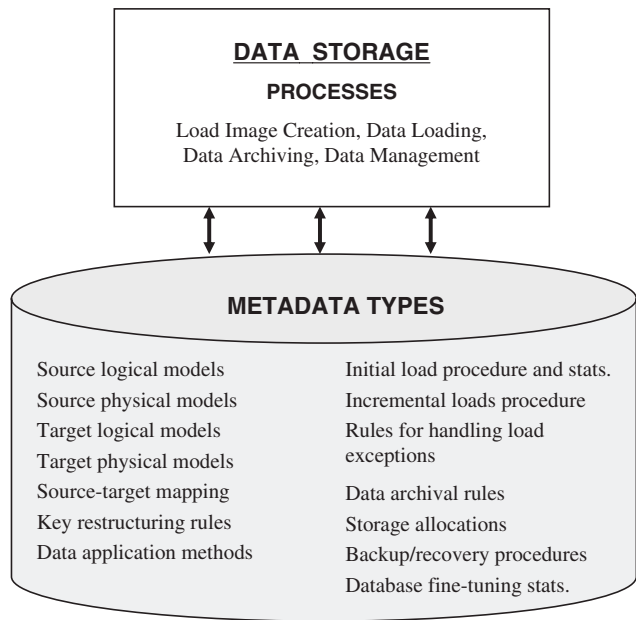 DATA STORAGE
PROCESSES
Load Image Creation, Data Loading,
Data Archiving, Data Management
METADATA TYPES
Source logical models
Source physical models
Target logical models
Target physical models
Source-target mapping
Key restructuring rules
Data application methods
Initial load procedure and stats.
Incremental loads procedure
Rules for handling load
exceptions
Data archival rules
Storage allocations
Backup/recovery procedures
Database fine-tuning stats.